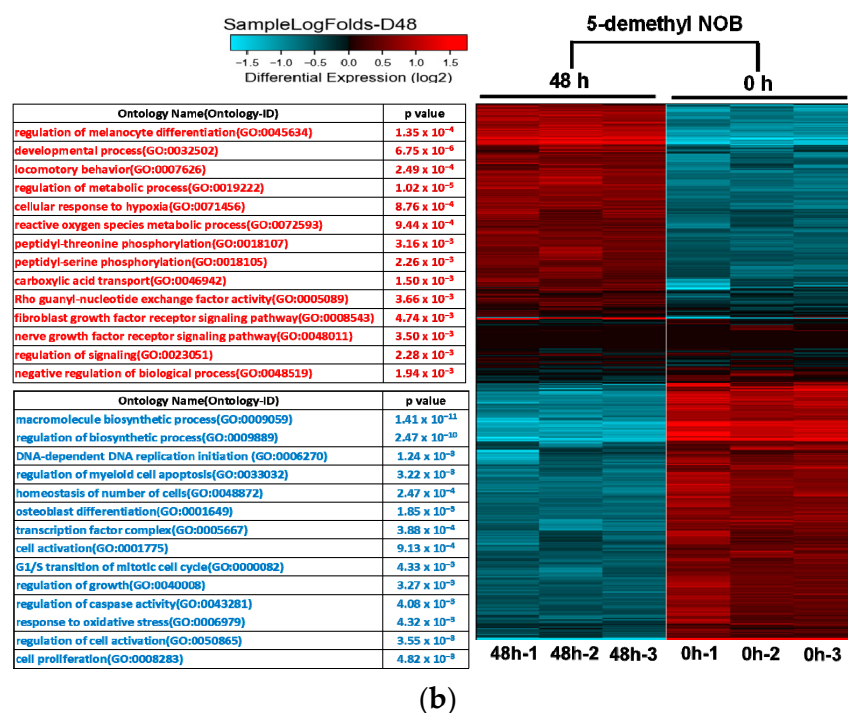 SampleLogFolds-D48
-1.5 -1.0 -0.5 0.0 0.5 1.0 1.5
Differential Expression (log2)
5-demethyl NOB
48 h 0 h
Ontology Name(Ontology-ID) p value
regulation of melanocyte differentiation(GO:0045634) 1.35 x 10⁻⁴
developmental process(GO:0032502) 6.75 x 10⁻⁶
locomotory behavior(GO:0007626) 2.49 x 10⁻⁴
regulation of metabolic process(GO:0019222) 1.02 x 10⁻⁵
cellular response to hypoxia(GO:0071456) 8.76 x 10⁻⁴
reactive oxygen species metabolic process(GO:0072593) 9.44 x 10⁻⁴
peptidyl-threonine phosphorylation(GO:0018107) 3.16 x 10⁻³
peptidyl-serine phosphorylation(GO:0018105) 2.26 x 10⁻³
carboxylic acid transport(GO:0046942) 1.50 x 10⁻³
Rho guanyl-nucleotide exchange factor activity(GO:0005089) 3.66 x 10⁻³
fibroblast growth factor receptor signaling pathway(GO:0008543) 4.74 x 10⁻³
nerve growth factor receptor signaling pathway(GO:0048011) 3.50 x 10⁻³
regulation of signaling(GO:0023051) 2.28 x 10⁻³
negative regulation of biological process(GO:0048519) 1.94 x 10⁻³
Ontology Name(Ontology-ID) p value
macromolecule biosynthetic process(GO:0009059) 1.41 x 10⁻¹¹
regulation of biosynthetic process(GO:0009889) 2.47 x 10⁻¹⁰
DNA-dependent DNA replication initiation (GO:0006270) 1.24 x 10⁻³
regulation of myeloid cell apoptosis(GO:0033032) 3.22 x 10⁻³
homeostasis of number of cells(GO:0048872) 2.47 x 10⁻⁴
osteoblast differentiation(GO:0001649) 1.85 x 10⁻³
transcription factor complex(GO:0005667) 3.88 x 10⁻⁴
cell activation(GO:0001775) 9.13 x 10⁻⁴
G1/S transition of mitotic cell cycle(GO:0000082) 4.33 x 10⁻³
regulation of growth(GO:0040008) 3.27 x 10⁻³
regulation of caspase activity(GO:0043281) 4.08 x 10⁻³
response to oxidative stress(GO:0006979) 4.32 x 10⁻³
regulation of cell activation(GO:0050865) 3.55 x 10⁻³
cell proliferation(GO:0008283) 4.82 x 10⁻³
48h-1 48h-2 48h-3 0h-1 0h-2 0h-3
(b)